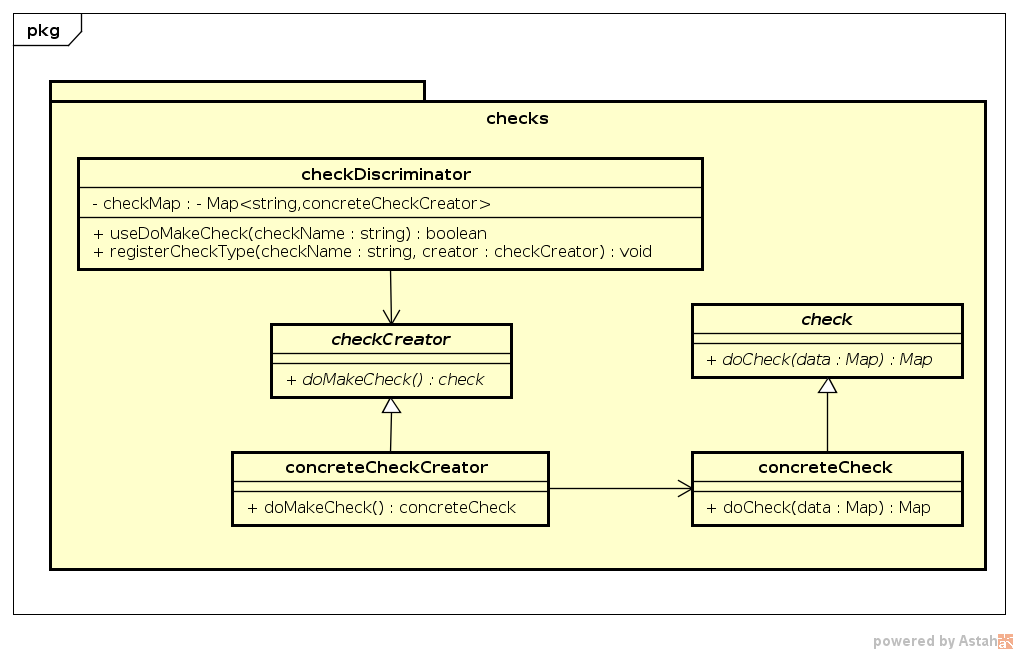 pkg
checks
checkDiscriminator
- checkMap : - Map<string,concreteCheckCreator>
+ useDoMakeCheck(checkName : string) : boolean
+ registerCheckType(checkName : string, creator : checkCreator) : void
checkCreator
+ doMakeCheck() : check
check
+ doCheck(data : Map) : Map
concreteCheckCreator
+ doMakeCheck() : concreteCheck
concreteCheck
+ doCheck(data : Map) : Map
powered by Astah